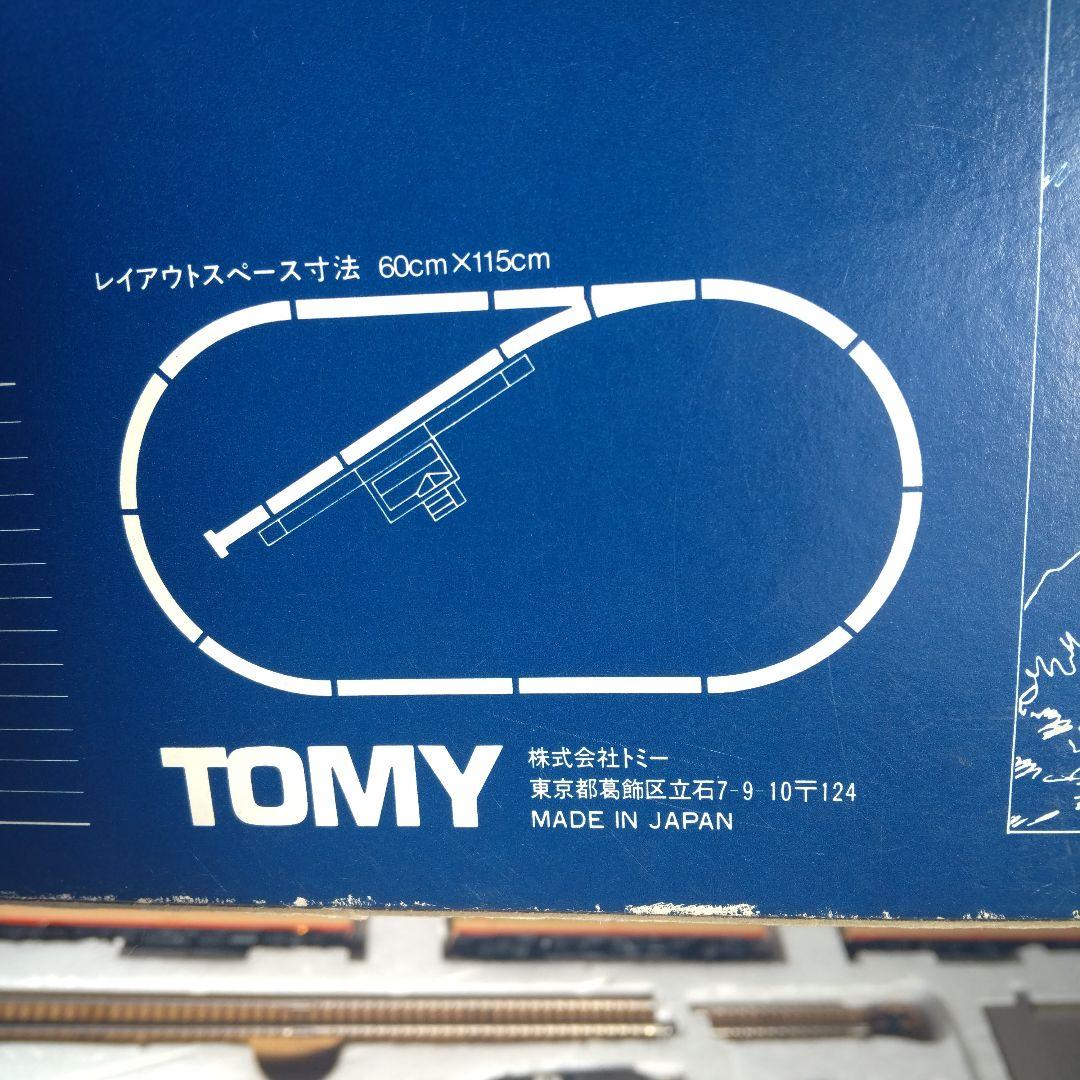 レイアウトスペース寸法 60cm×115cm
TOMY
株式会社トミー
東京都葛飾区立石7-9-10〒124
MADE IN JAPAN